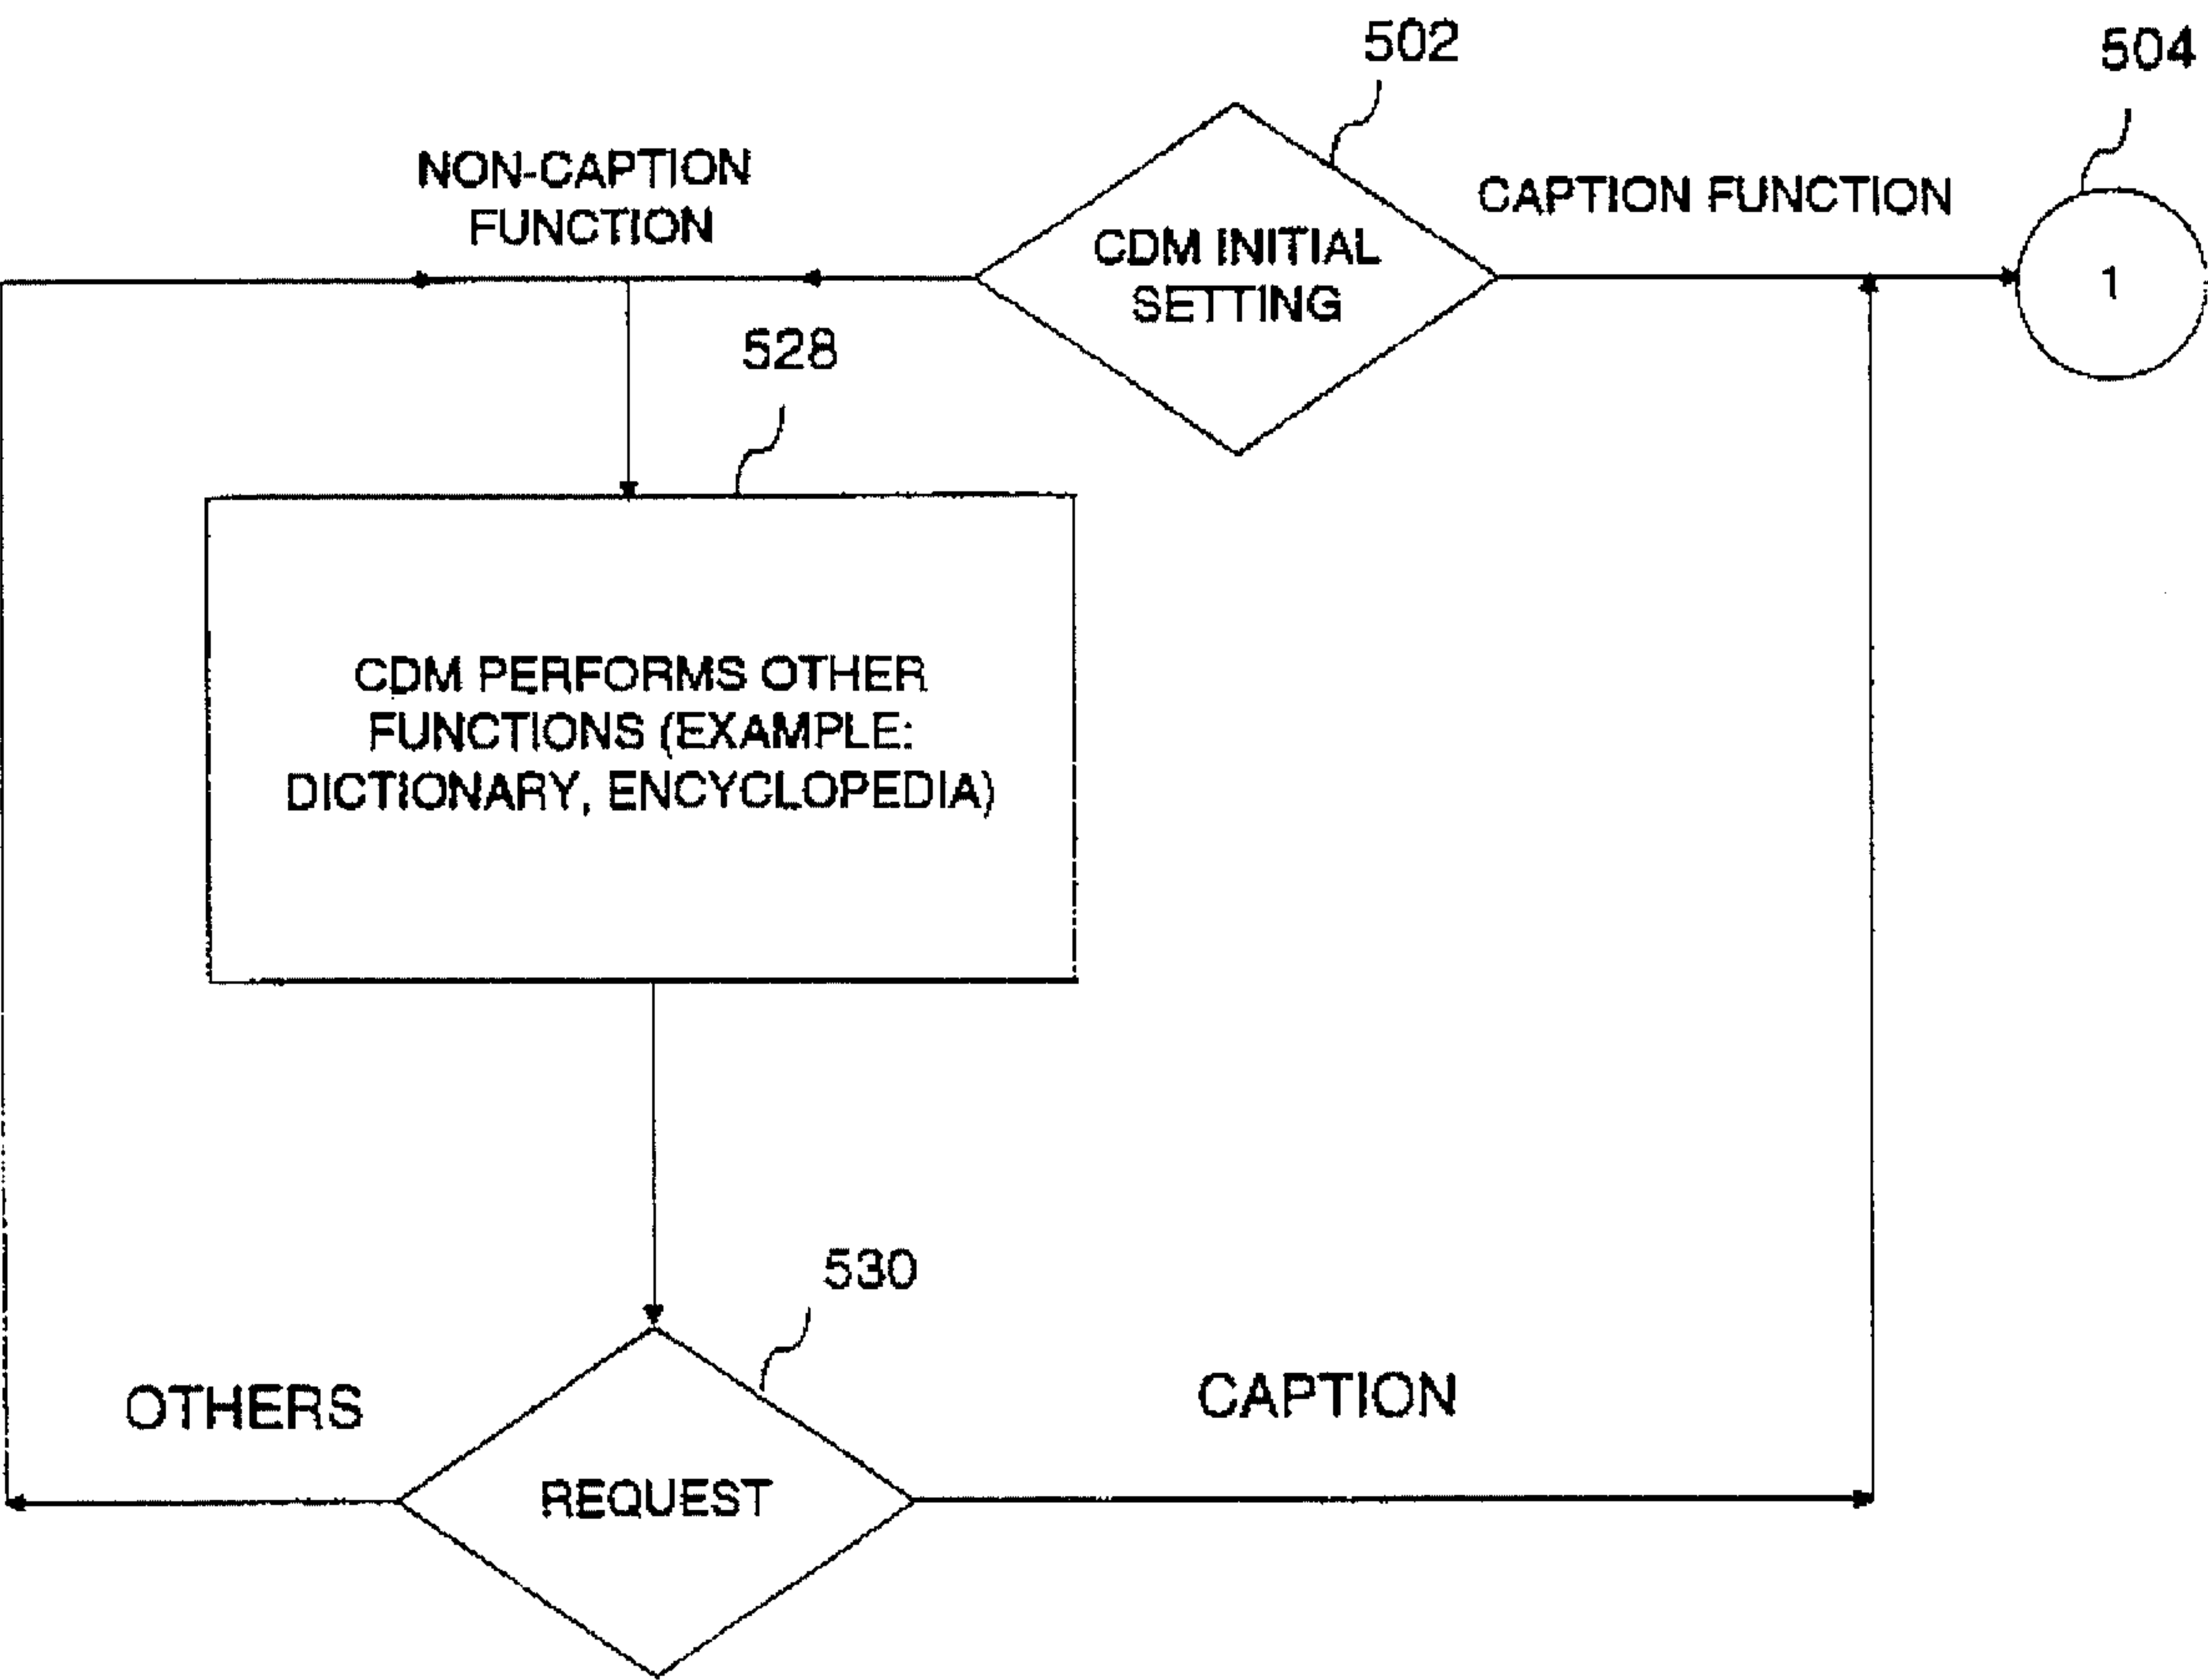 502
504
NON-CAPTION
FUNCTION
CAPTION FUNCTION
CDM INITIAL
SETTING
1
528
CDM PERFORMS OTHER
FUNCTIONS (EXAMPLE:
DICTIONARY, ENCYCLOPEDIA)
530
OTHERS
CAPTION
REQUEST